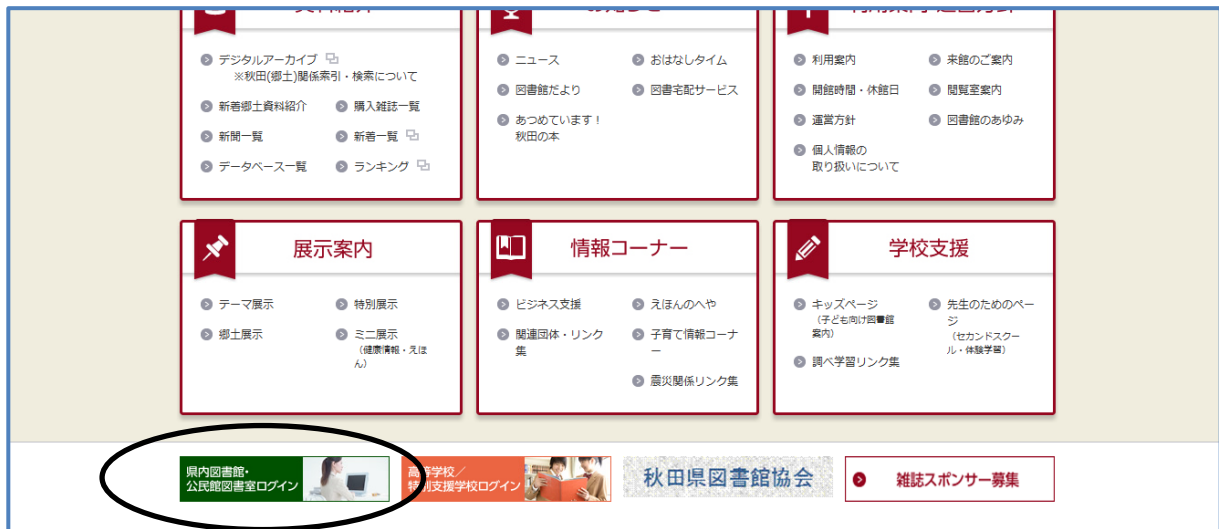 デジタルアーカイブ
※秋田(郷土)関係索引・検索について
新着郷土資料紹介
購入雑誌一覧
新聞一覧
新着一覧
データベース一覧
ランキング
ニュース
おはなしタイム
図書館だより
図書宅配サービス
あつめています！
秋田の本
利用案内
来館のご案内
開館時間・休館日
閲覧室案内
運営方針
図書館のあゆみ
個人情報の
取り扱いについて
展示案内
テーマ展示
特別展示
郷土展示
ミニ展示
（健康情報・えほ
ん）
情報コーナー
ビジネス支援
えほんのへや
関連団体・リンク
集
子育て情報コーナ
ー
震災関係リンク集
学校支援
キッズページ
（子ども向け図書館
案内）
先生のためのペー
ジ
（セカンドスクー
ル・体験学習）
調べ学習リンク集
県内図書館・
公民館図書室ログイン
高等学校／
特別支援学校ログイン
秋田県図書館協会
雑誌スポンサー募集